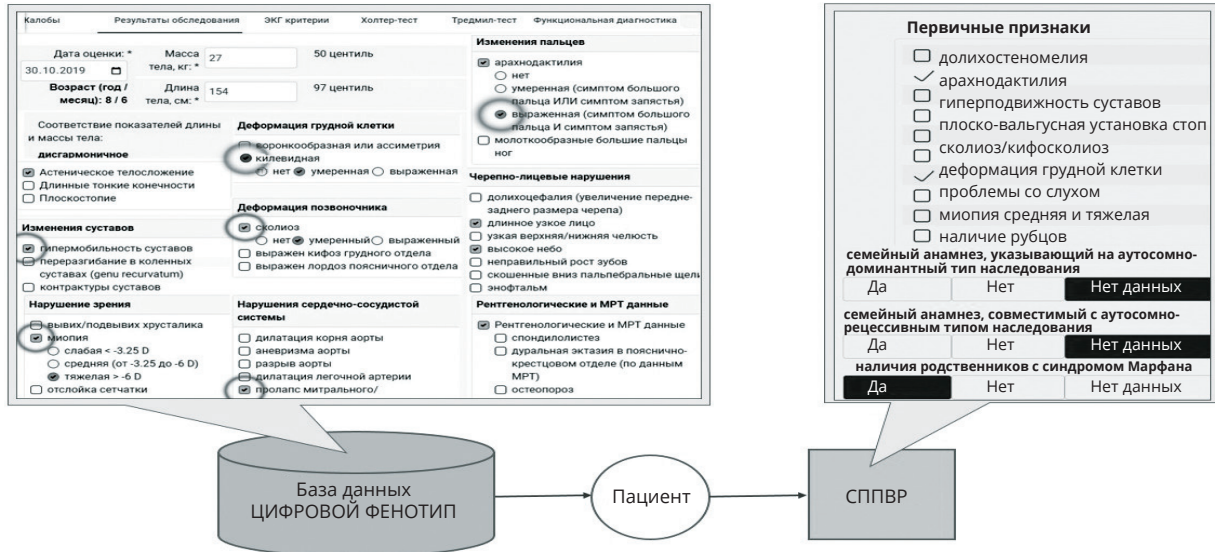 Жалобы
Результаты обследования
ЭКГ критерии
Холтер-тест
Тредмил-тест
Функциональная диагностика
Дата оценки: *
30.10.2019
Масса
тела, кг: *
27
50 центиль
Возраст (год /
месяц): 8 / 6
Длина
тела, см: *
154
97 центиль
Соответствие показателей длины
и массы тела:
дисгармоничное
Астеническое телосложение
Длинные тонкие конечности
Плоскостопие
Изменения суставов
гипермобильность суставов
переразгибание в коленных
суставах (genu recurvatum)
контрактуры суставов
Нарушение зрения
вывих/подвывих хрусталика
миопия
слабая < -3.25 D
средняя (от -3.25 до -6 D)
тяжелая > -6 D
отслойка сетчатки
Деформация грудной клетки
воронкообразная или ассиметрия
килевидная
нет умеренная выраженная
Деформация позвоночника
сколиоз
нет умеренный выраженный
выражен кифоз грудного отдела
выражен лордоз поясничного отдела
Нарушения сердечно-сосудистой
системы
дилатация корня аорты
аневризма аорты
разрыв аорты
дилатация легочной артерии
пролапс митрального/
Изменения пальцев
арахнодактилия
нет
умеренная (симптом большого
пальца ИЛИ симптом запястья)
выраженная (симптом большого
пальца И симптом запястья)
молоткообразные большие пальцы
ног
Черепно-лицевые нарушения
долихоцефалия (увеличение передне-
заднего размера черепа)
длинное узкое лицо
узкая верхняя/нижняя челюсть
высокое небо
неправильный рост зубов
скошенные вниз пальпебральные щели
энофтальм
Рентгенологические и МРТ данные
Рентгенологические и МРТ данные
спондилолистез
дуральная эктазия в пояснично-
крестцовом отделе (по данным
МРТ)
остеопороз
Первичные признаки
долихостеномелия
арахнодактилия
гиперподвижность суставов
плоско-вальгусная установка стоп
сколиоз/кифосколиоз
деформация грудной клетки
проблемы со слухом
миопия средняя и тяжелая
наличие рубцов
семейный анамнез, указывающий на аутосомно-
доминантный тип наследования
Да Нет Нет данных
семейный анамнез, совместимый с аутосомно-
рецессивным типом наследования
Да Нет Нет данных
наличия родственников с синдромом Марфана
Да Нет Нет данных
База данных
ЦИФРОВОЙ ФЕНОТИП
Пациент
СППВР